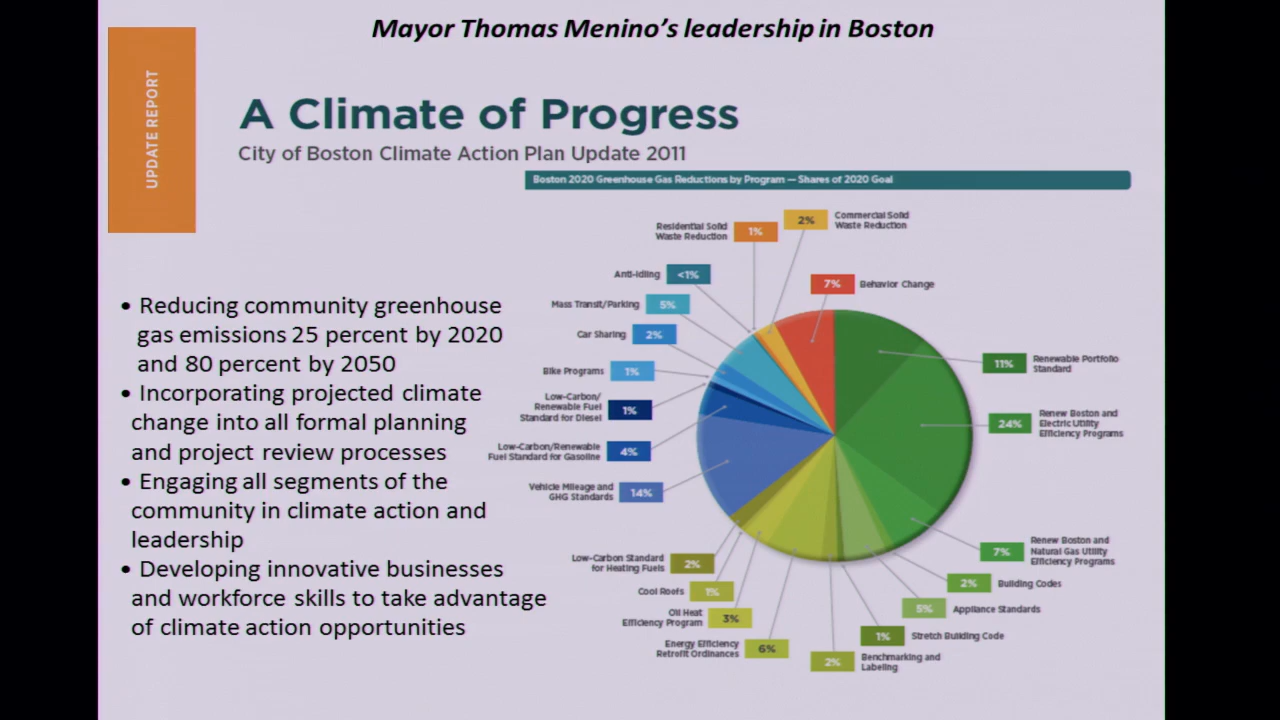 Mayor Thomas Menino's leadership in Boston
UPDATE REPORT
A Climate of Progress
City of Boston Climate Action Plan Update 2011
Boston 2020 Greenhouse Gas Reductions by Program — Shares of 2020 Goal
• Reducing community greenhouse
gas emissions 25 percent by 2020
and 80 percent by 2050
• Incorporating projected climate
change into all formal planning
and project review processes
• Engaging all segments of the
community in climate action and
leadership
• Developing innovative businesses
and workforce skills to take advantage
of climate action opportunities
2%
Commercial Solid
Waste Reduction
7%
Behavior Change
11%
Renewable Portfolio
Standard
24%
Renew Boston and
Electric Utility
Efficiency Programs
7%
Renew Boston and
Natural Gas Utility
Efficiency Programs
2%
Building Codes
5%
Appliance Standards
1%
Stretch Building Code
2%
Benchmarking and
Labeling
Energy Efficiency
Retrofit Ordinances
6%
Oil Heat
Efficiency Program
3%
Cool Roofs
1%
Low-Carbon Standard
for Heating Fuels
2%
Vehicle Mileage and
GHG Standards
14%
Low-Carbon/Renewable
Fuel Standard for Gasoline
4%
Low-Carbon/
Renewable Fuel
Standard for Diesel
1%
Bike Programs
1%
Car Sharing
2%
Mass Transit/Parking
5%
Anti-Idling
<1%
Residential Solid
Waste Reduction
1%